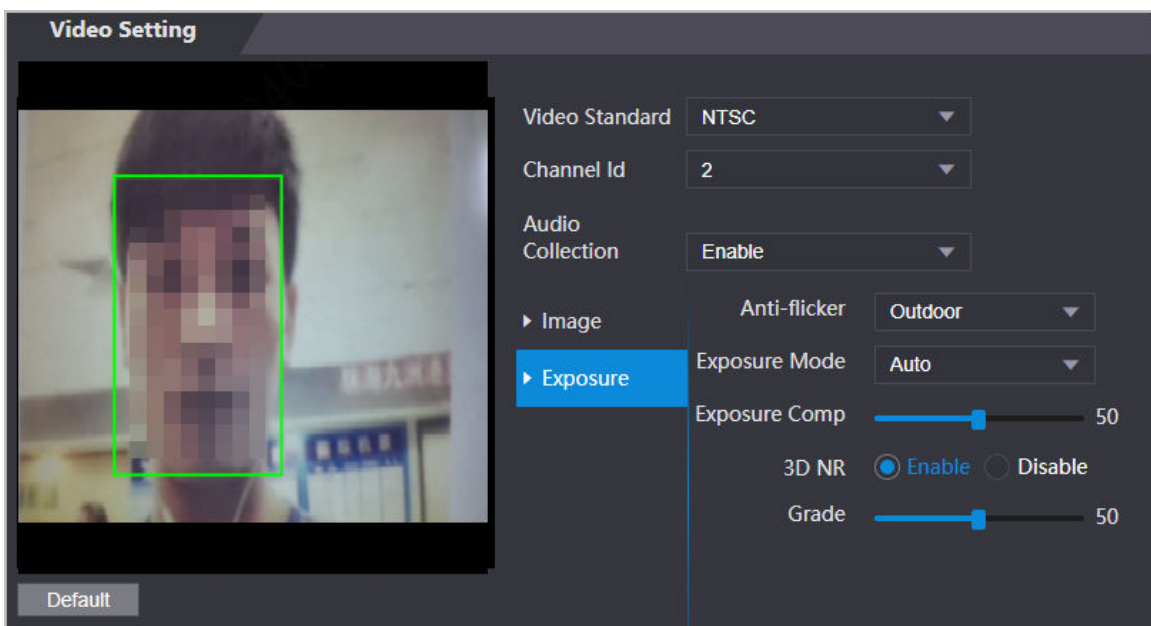 Video Setting
Video Standard NTSC
Channel Id 2
Audio
Collection Enable
Image
Exposure
Anti-flicker Outdoor
Exposure Mode Auto
Exposure Comp 50
3D NR Enable Disable
Grade 50
Default